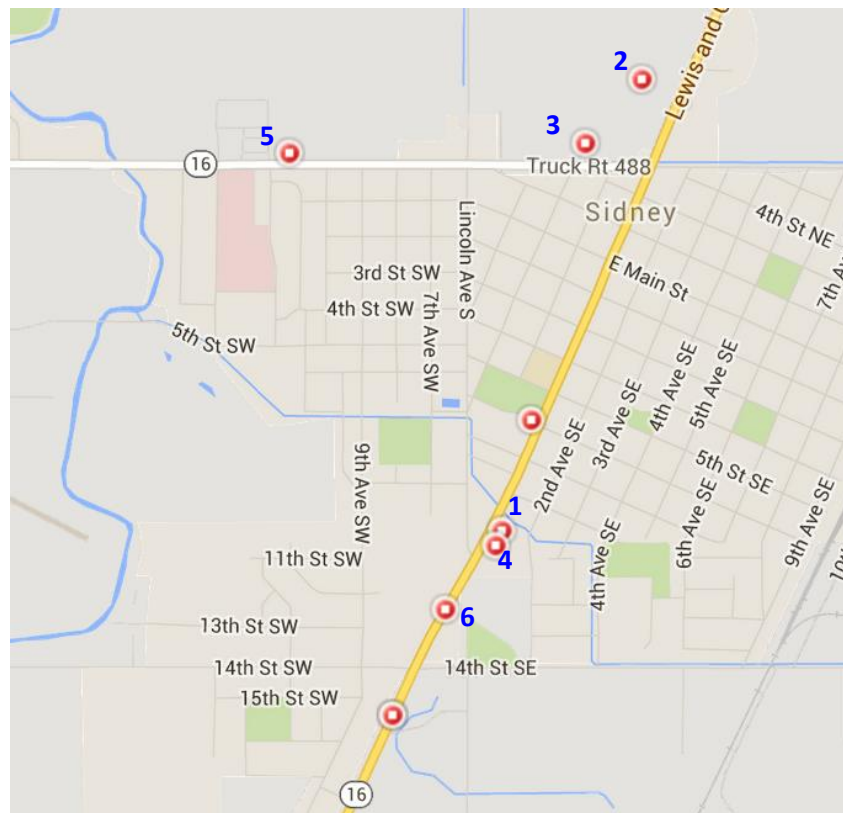 2
Lewis and
3
5
16
Truck Rt 488
Sidney
4th St NE
Lincoln Ave S
3rd St SW
E Main St
7th Av
4th St SW
7th Ave SW
5th St SW
4th Ave SE
5th Ave SE
3rd Ave SE
2nd Ave SE
9th Ave SW
5th St SE
6th Ave SE
9th Ave SE
1
4
11th St SW
4th Ave SE
6
13th St SW
14th St SW
14th St SE
15th St SW
16